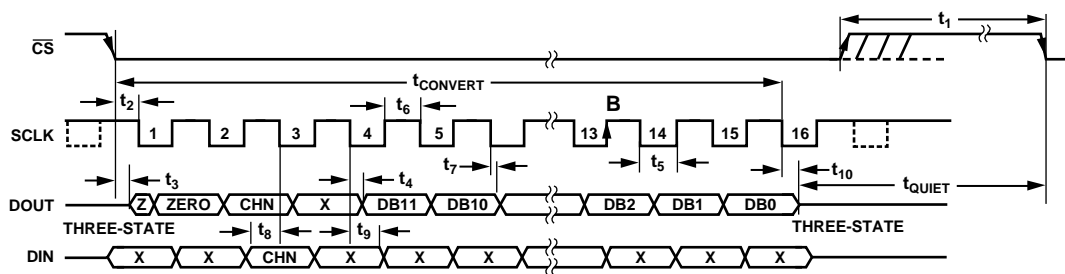 t1
CS
tCONVERT
t2
t6
B
SCLK
1 2 3 4 5 13 14 15 16
t7
t5
t10
t3
t4
tQUIET
DOUT
Z ZERO CHN X DB11 DB10 DB2 DB1 DB0
THREE-STATE
THREE-STATE
t8
t9
DIN
X X CHN X X X X X X